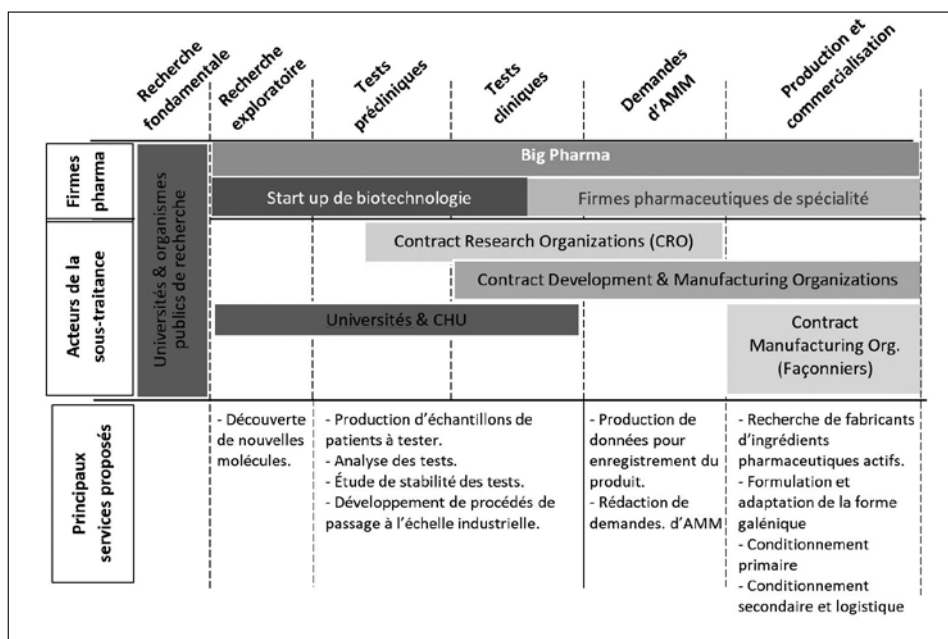 Recherche
fondamentale
Recherche
exploratoire
Tests
précliniques
Tests
cliniques
Demandes
d'AMM
Production et
commercialisation
Firmes
pharma
Universités & organismes
publics de recherche
Big Pharma
Start up de biotechnologie
Firmes pharmaceutiques de spécialité
Acteurs de la
sous-traitance
Contract Research Organizations (CRO)
Contract Development & Manufacturing Organizations
Universités & CHU
Contract
Manufacturing Org.
(Façonniers)
Principaux
services proposés
- Découverte
de nouvelles
molécules.
- Production d'échantillons de
patients à tester.
- Analyse des tests.
- Étude de stabilité des tests.
- Développement de procédés de
passage à l'échelle industrielle.
- Production de
données pour
enregistrement du
produit.
- Rédaction de
demandes. d'AMM
- Recherche de fabricants
d'ingrédients
pharmaceutiques actifs.
- Formulation et
adaptation de la forme
galénique
- Conditionnement
primaire
- Conditionnement
secondaire et logistique